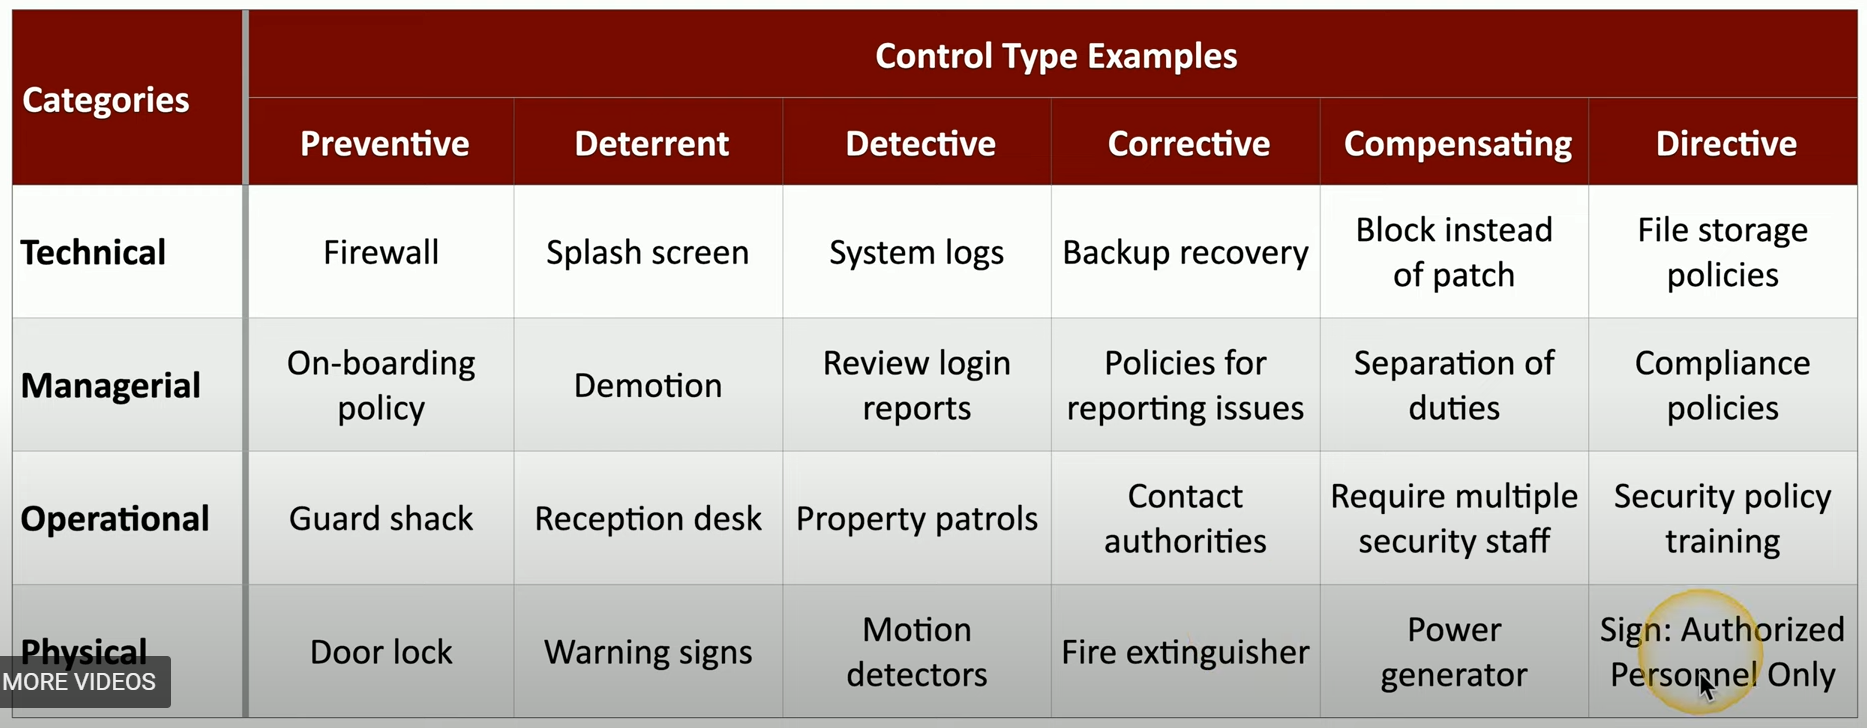 Control Type Examples
Categories
Preventive Deterrent Detective Corrective Compensating Directive
Technical
Firewall
Splash screen
System logs
Backup recovery
Block instead
of patch
File storage
policies
Managerial
On-boarding
policy
Demotion
Review login
reports
Policies for
reporting issues
Separation of
duties
Compliance
policies
Operational
Guard shack
Reception desk
Property patrols
Contact
authorities
Require multiple
security staff
Security policy
training
Physical
Door lock
Warning signs
Motion
detectors
Fire extinguisher
Power
generator
Sign: Authorized
Personnel Only
MORE VIDEOS